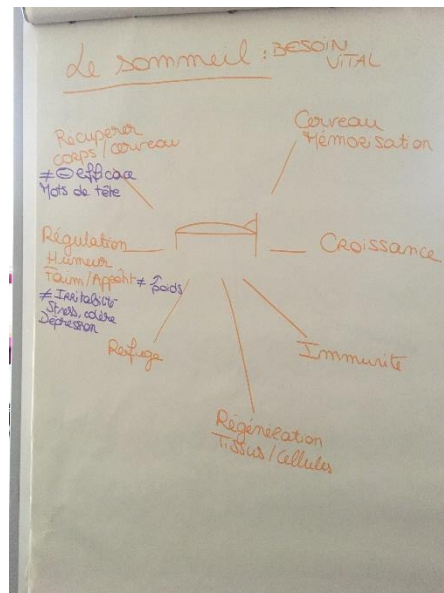 Le sommeil : BESOIN
VITAL
Récupérer
corps / cerveau
≠ ⊖ efficace
Mots de tête
Cerveau
Mémorisation
Régulation
Humeur
Faim / Appétit ≠ ↑ poids
≠ Irritabilité
Stress, colère
Dépression
Croissance
Refuge
Immunité
Régénération
Tissus / Cellules